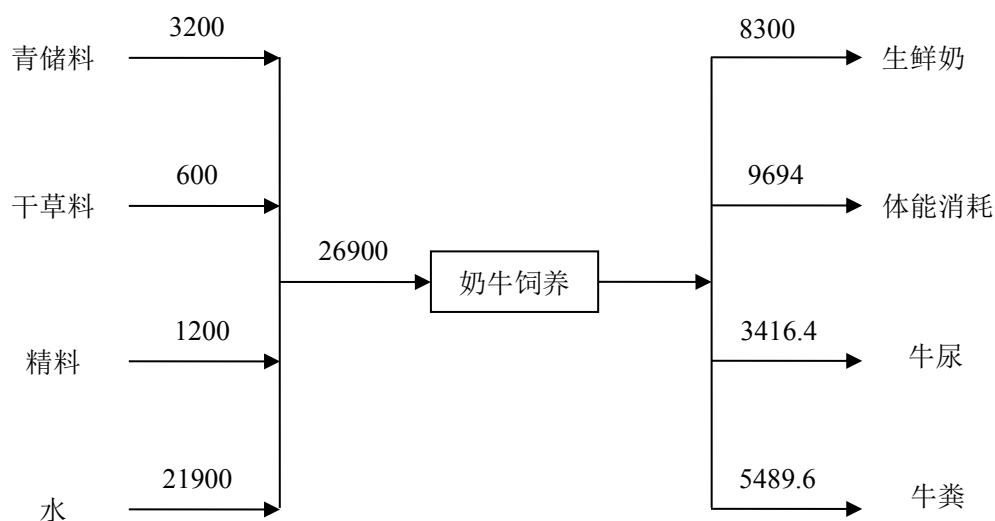 3200
青储料
600
干草料
1200
精料
21900
水
26900
奶牛饲养
8300
生鲜奶
9694
体能消耗
3416.4
牛尿
5489.6
牛粪